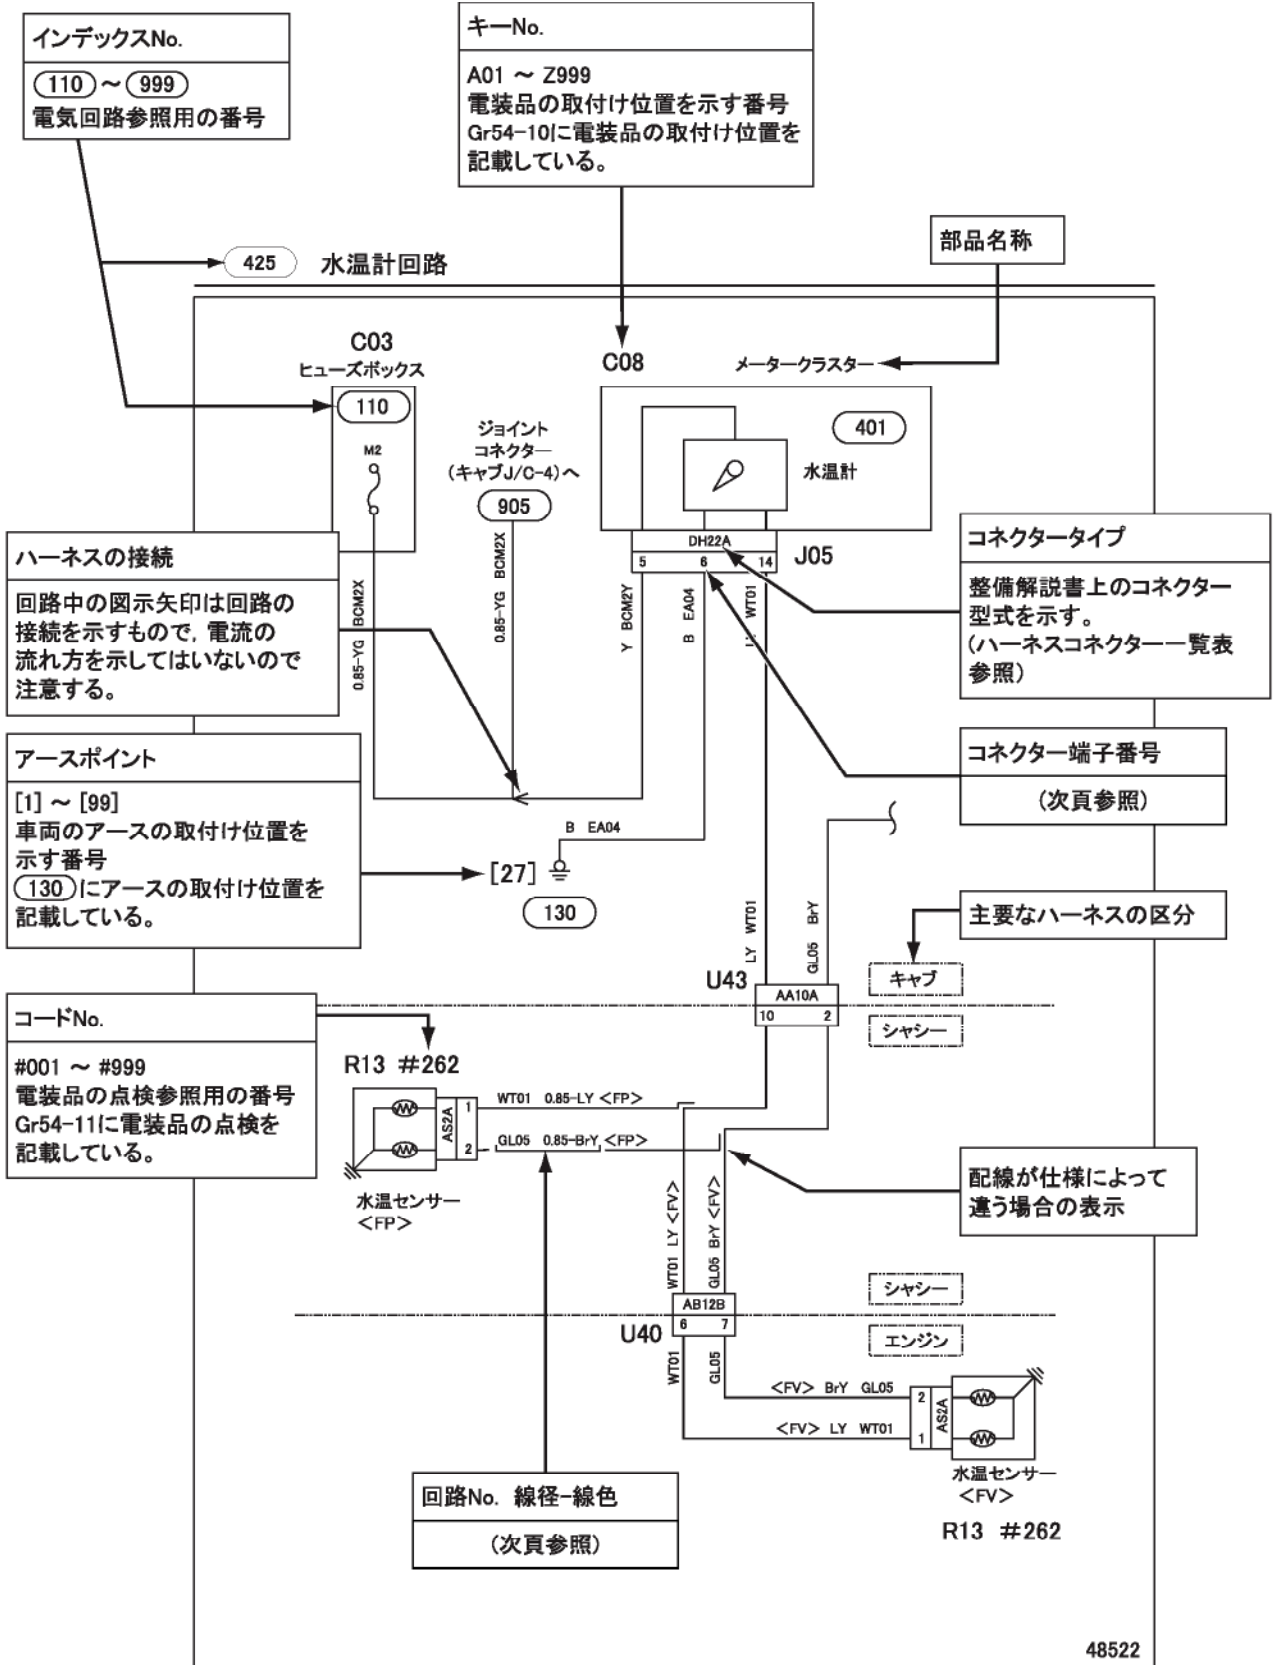 インデックスNo.
110～999
電気回路参照用の番号
キーNo.
A01 ～ Z999
電装品の取付け位置を示す番号
Gr54-10に電装品の取付け位置を
記載している。
部品名称
425 水温計回路
C03
ヒューズボックス
110
M2
ジョイント
コネクター
(キャブJ/C-4)へ
905
C08
メータークラスター
401
水温計
DH22A
5 6 14
J05
コネクタータイプ
整備解説書上のコネクター
型式を示す。
(ハーネスコネクター一覧表
参照)
ハーネスの接続
回路中の図示矢印は回路の
接続を示すもので, 電流の
流れ方を示してはいないので
注意する。
0.85-YG BCM2X
0.85-YG BCM2X
Y BCM2Y
B EA04
WT01
コネクター端子番号
(次頁参照)
アースポイント
[1] ～ [99]
車両のアースの取付け位置を
示す番号
130にアースの取付け位置を
記載している。
B EA04
[27]
130
主要なハーネスの区分
LY WT01
GL05 BrY
キャブ
U43
AA10A
10 2
シャシー
コードNo.
#001 ～ #999
電装品の点検参照用の番号
Gr54-11に電装品の点検を
記載している。
R13 #262
AS2A
1
2
WT01 0.85-LY <FP>
GL05 0.85-BrY <FP>
水温センサー
<FP>
配線が仕様によって
違う場合の表示
WT01 LY <FV>
GL05 BrY <FV>
シャシー
AB12B
6 7
U40
エンジン
WT01
GL05
<FV> BrY GL05
<FV> LY WT01
2
1
AS2A
水温センサー
<FV>
R13 #262
回路No. 線径-線色
(次頁参照)
48522